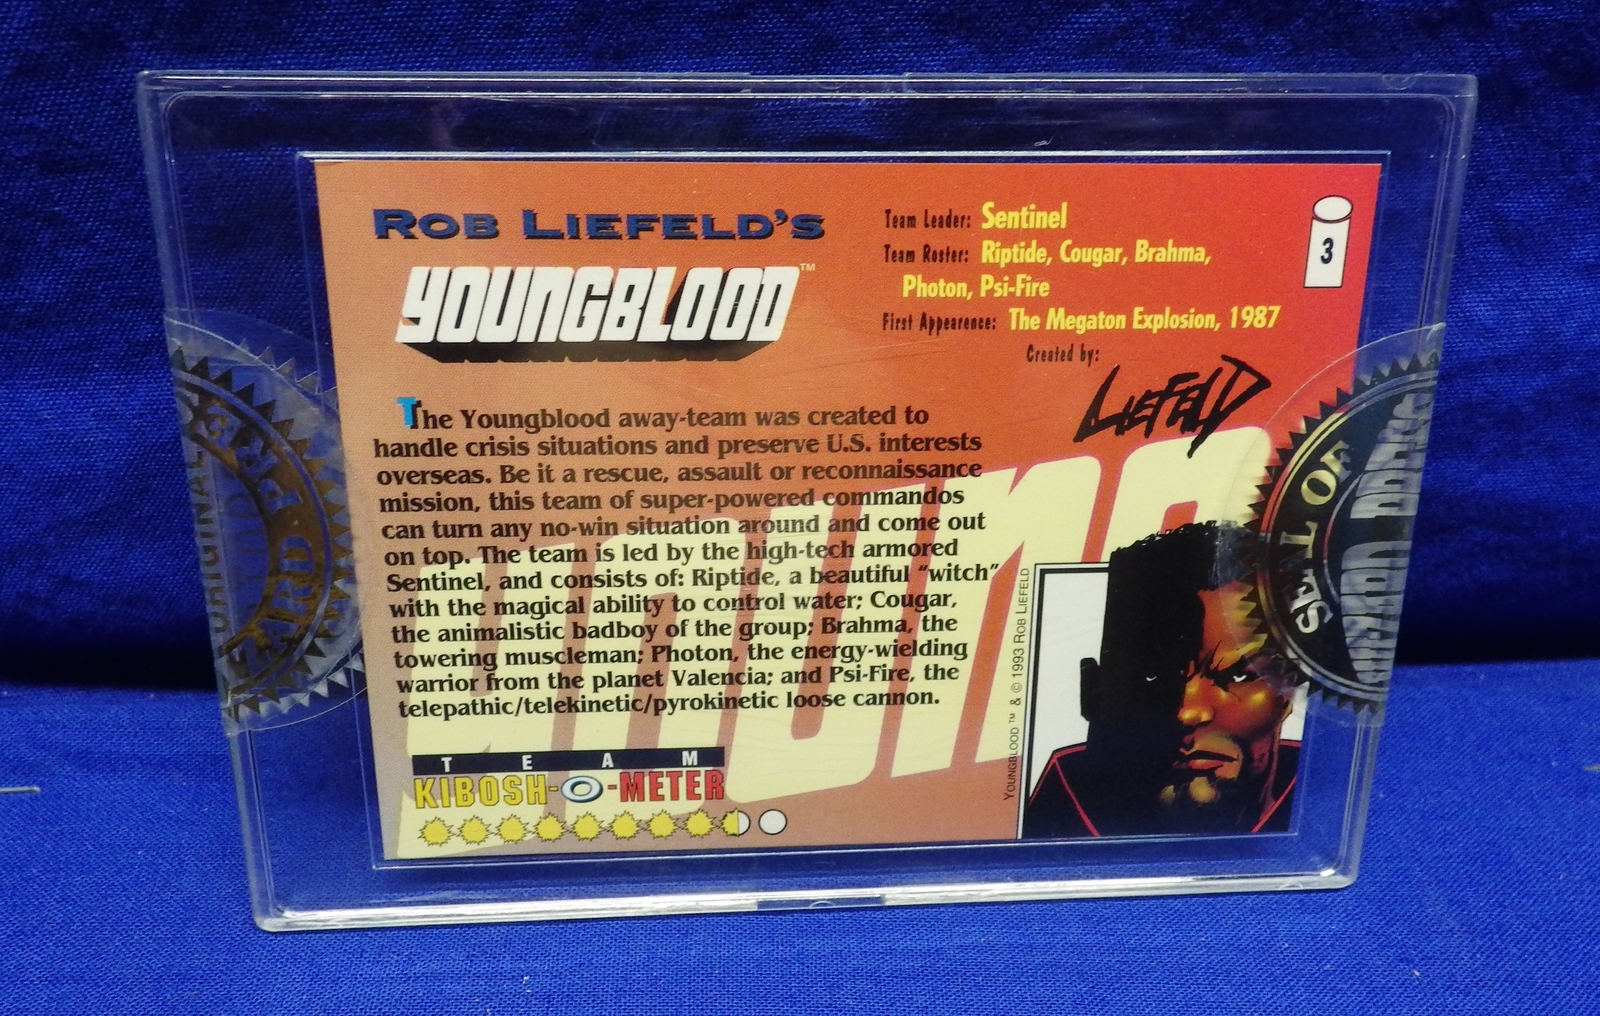 ROB LIEFELD'S
YOUNGBLOOD™
Team Leader: Sentinel
Team Roster: Riptide, Cougar, Brahma,
Photon, Psi-Fire
First Appearence: The Megaton Explosion, 1987
Created by:
LIEFELD
3
The Youngblood away-team was created to
handle crisis situations and preserve U.S. interests
overseas. Be it a rescue, assault or reconnaissance
mission, this team of super-powered commandos
can turn any no-win situation around and come out
on top. The team is led by the high-tech armored
Sentinel, and consists of: Riptide, a beautiful "witch"
with the magical ability to control water; Cougar,
the animalistic badboy of the group; Brahma, the
towering muscleman; Photon, the energy-wielding
warrior from the planet Valencia; and Psi-Fire, the
telepathic/telekinetic/pyrokinetic loose cannon.
TEAM
KIBOSH-O-METER
YOUNGBLOOD ™ & © 1993 ROB LIEFELD
YOUNG
ORIGINAL
SEAL OF